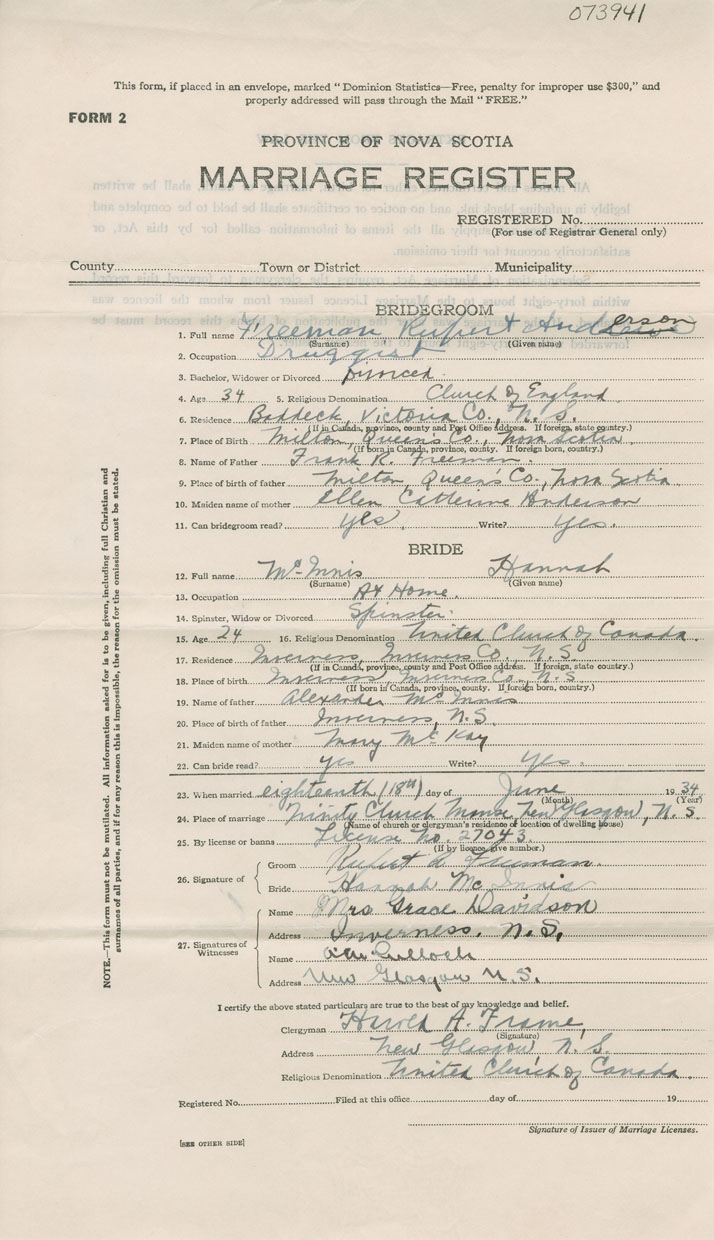 073941
This form, if placed in an envelope, marked "Dominion Statistics—Free, penalty for improper use $300," and
properly addressed will pass through the Mail "FREE."
FORM 2
PROVINCE OF NOVA SCOTIA
MARRIAGE REGISTER
REGISTERED No.
(For use of Registrar General only)
County Town or District Municipality
BRIDEGROOM
1. Full name Freeman Rupert Anderson
(Surname) (Given name)
2. Occupation Druggist
3. Bachelor, Widower or Divorced Divorced
4. Age 34 5. Religious Denomination Church of England
6. Residence Baddeck, Victoria Co., N. S.
(If in Canada, province, county and Post Office address. If foreign, state country.)
7. Place of Birth Milton, Queen's Co., Nova Scotia.
(If born in Canada, province, county. If foreign born, country.)
8. Name of Father Frank R. Freeman.
9. Place of birth of father Milton, Queen's Co., Nova Scotia.
10. Maiden name of mother Ellen Catherine Anderson
11. Can bridegroom read? Yes. Write? Yes.
BRIDE
12. Full name McInnis Hannah
(Surname) (Given name)
13. Occupation At Home.
14. Spinster, Widow or Divorced Spinster.
15. Age 24 16. Religious Denomination United Church of Canada.
17. Residence Inverness, Inverness Co., N. S.
(If in Canada, province, county and Post Office address. If foreign, state country.)
18. Place of birth Inverness, Inverness Co., N. S
(If born in Canada, province, county. If foreign born, country.)
19. Name of father Alexander McInnis
20. Place of birth of father Inverness, N.S.
21. Maiden name of mother Mary McKay
22. Can bride read? Yes Write? Yes.
23. When married eighteenth (18th) day of June 1934
(Month) (Year)
24. Place of marriage Trinity Church Manse, New Glasgow, N. S.
(Name of church or clergyman's residence or location of dwelling house)
25. By license or banns License No. 27043.
(If by licence, give number.)
26. Signature of Groom Rupert A Freeman.
Bride Hannah McInnis
27. Signatures of Witnesses Name Mrs Grace Davidson
Address Inverness. N.S.
Name McCulloch
Address New Glasgow N.S.
I certify the above stated particulars are true to the best of my knowledge and belief.
Clergyman Harold A. Frame,
(Signature)
Address New Glasgow N. S.
Religious Denomination United Church of Canada.
Registered No. Filed at this office day of 19
Signature of Issuer of Marriage Licenses.
[SEE OTHER SIDE]
NOTE.—This form must not be mutilated. All information asked for is to be given, including full Christian and
surnames of all parties, and if for any reason this is impossible, the reason for the omission must be stated.